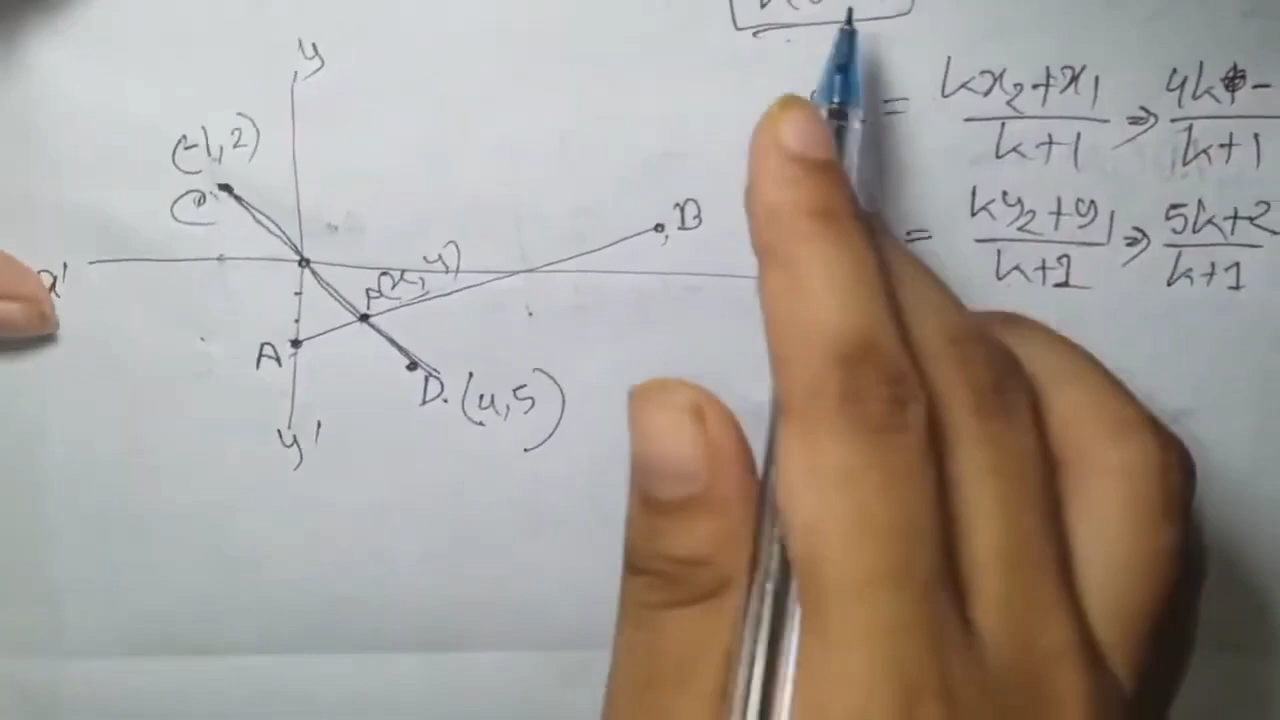 y
(-1,2)
C
x'
A
P(x, y)
B
D. (4,5)
y'
= kx₂+x₁ / k+1 ⇒ 4k - / k+1
= ky₂+y₁ / k+1 ⇒ 5k+2 / k+1